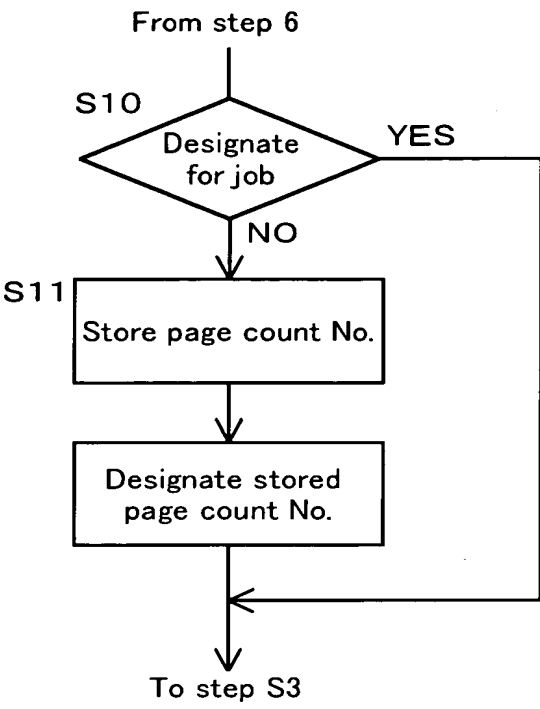 From step 6
S10
Designate
for job
YES
NO
S11
Store page count No.
Designate stored
page count No.
To step S3